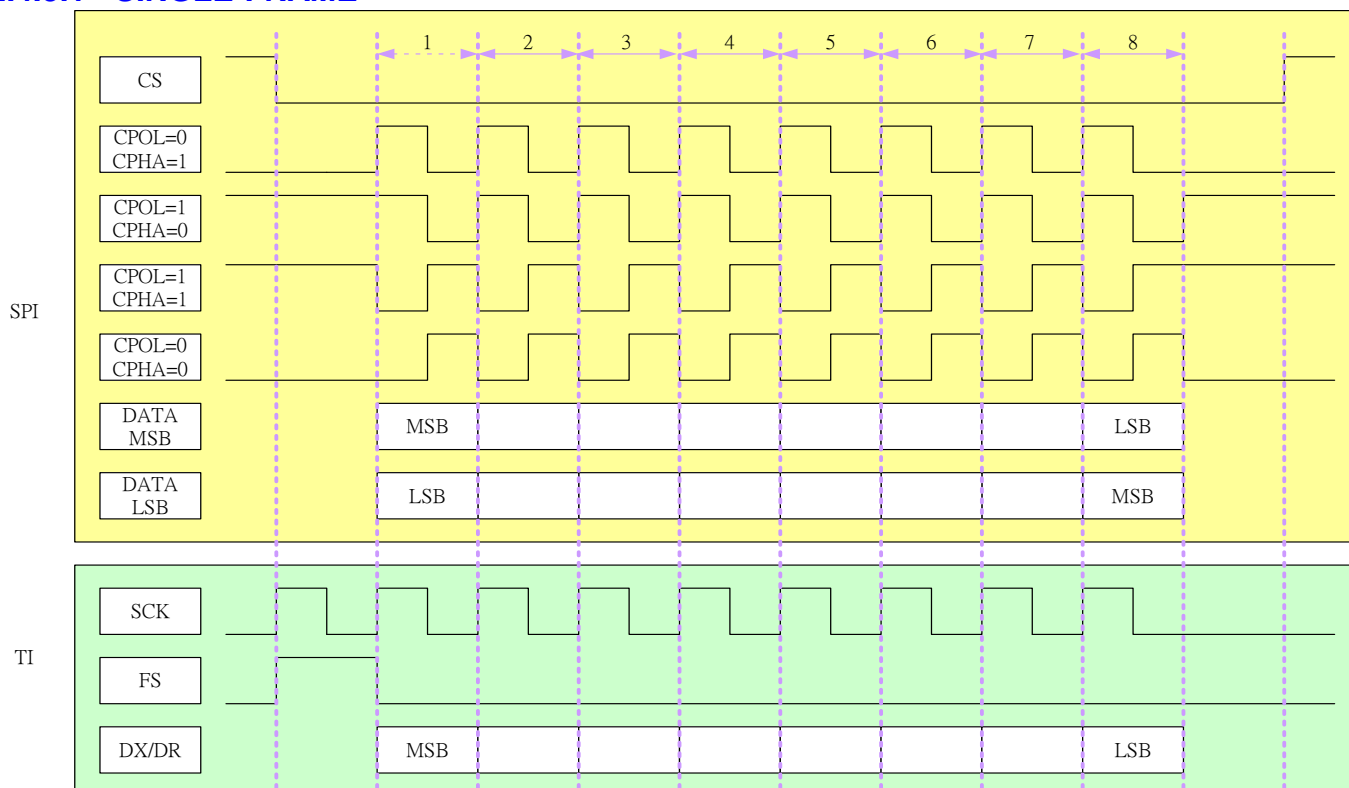 SINGLE FRAME
1 2 3 4 5 6 7 8
CS
CPOL=0
CPHA=1
CPOL=1
CPHA=0
SPI
CPOL=1
CPHA=1
CPOL=0
CPHA=0
DATA
MSB
MSB LSB
DATA
LSB
LSB MSB
SCK
TI
FS
DX/DR
MSB LSB